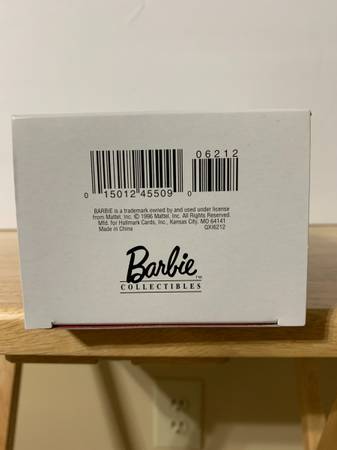 06212
0 15012 45509 0
BARBIE is a trademark owned by and used under license
from Mattel, Inc. © 1996 Mattel, Inc. All Rights Reserved.
Mfd. for Hallmark Cards, Inc., Kansas City, MO 64141
Made in China QXI6212
Barbie™
COLLECTIBLES